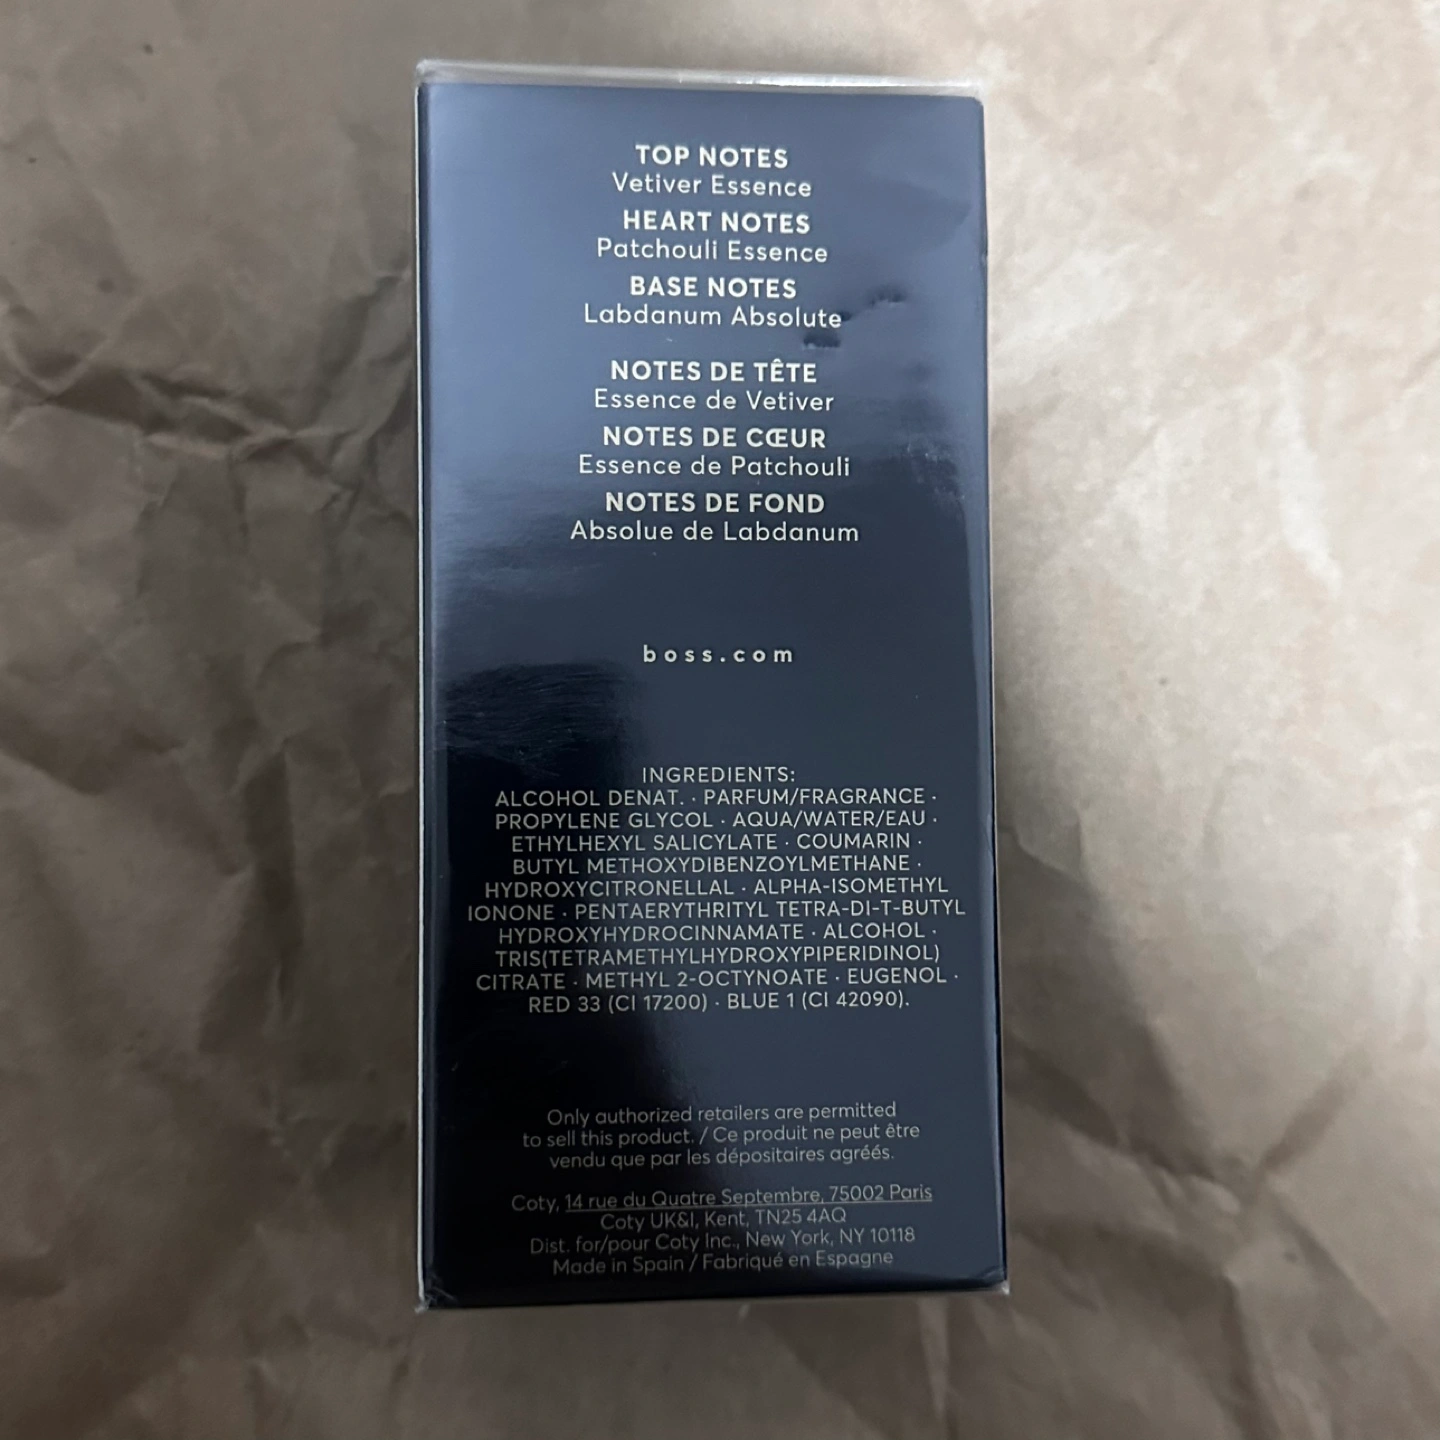 TOP NOTES
Vetiver Essence
HEART NOTES
Patchouli Essence
BASE NOTES
Labdanum Absolute
NOTES DE TÊTE
Essence de Vetiver
NOTES DE CŒUR
Essence de Patchouli
NOTES DE FOND
Absolue de Labdanum
boss.com
INGREDIENTS:
ALCOHOL DENAT. · PARFUM/FRAGRANCE ·
PROPYLENE GLYCOL · AQUA/WATER/EAU ·
ETHYLHEXYL SALICYLATE · COUMARIN ·
BUTYL METHOXYDIBENZOYLMETHANE ·
HYDROXYCITRONELLAL · ALPHA-ISOMETHYL
IONONE · PENTAERYTHRITYL TETRA-DI-T-BUTYL
HYDROXYHYDROCINNAMATE · ALCOHOL ·
TRIS(TETRAMETHYLHYDROXYPIPERIDINOL)
CITRATE · METHYL 2-OCTYNOATE · EUGENOL ·
RED 33 (CI 17200) · BLUE 1 (CI 42090).
Only authorized retailers are permitted
to sell this product. / Ce produit ne peut être
vendu que par les dépositaires agréés.
Coty, 14 rue du Quatre Septembre, 75002 Paris
Coty UK&I, Kent, TN25 4AQ
Dist. for/pour Coty Inc., New York, NY 10118
Made in Spain / Fabriqué en Espagne